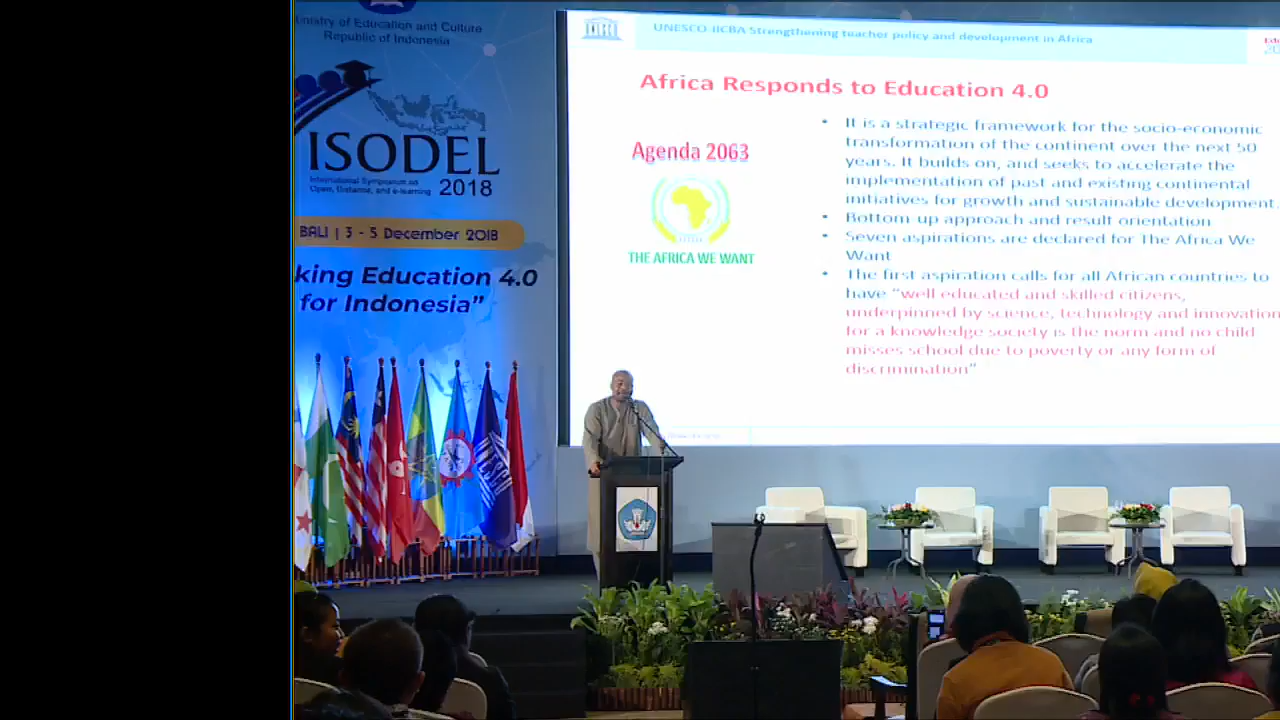 Ministry of Education and Culture
Republic of Indonesia
ISODEL
International Symposium on
Open, Distance, and e-learning 2018
BALI | 3 - 5 December 2018
king Education 4.0
for Indonesia”
UNESCO-IICBA Strengthening teacher policy and development in Africa
Africa Responds to Education 4.0
Agenda 2063
THE AFRICA WE WANT
• It is a strategic framework for the socio-economic
transformation of the continent over the next 50
years. It builds on, and seeks to accelerate the
implementation of past and existing continental
initiatives for growth and sustainable development.
• Bottom-up approach and result orientation
• Seven aspirations are declared for The Africa We
Want
• The first aspiration calls for all African countries to
have “well educated and skilled citizens,
underpinned by science, technology and innovation
for a knowledge society is the norm and no child
misses school due to poverty or any form of
discrimination”